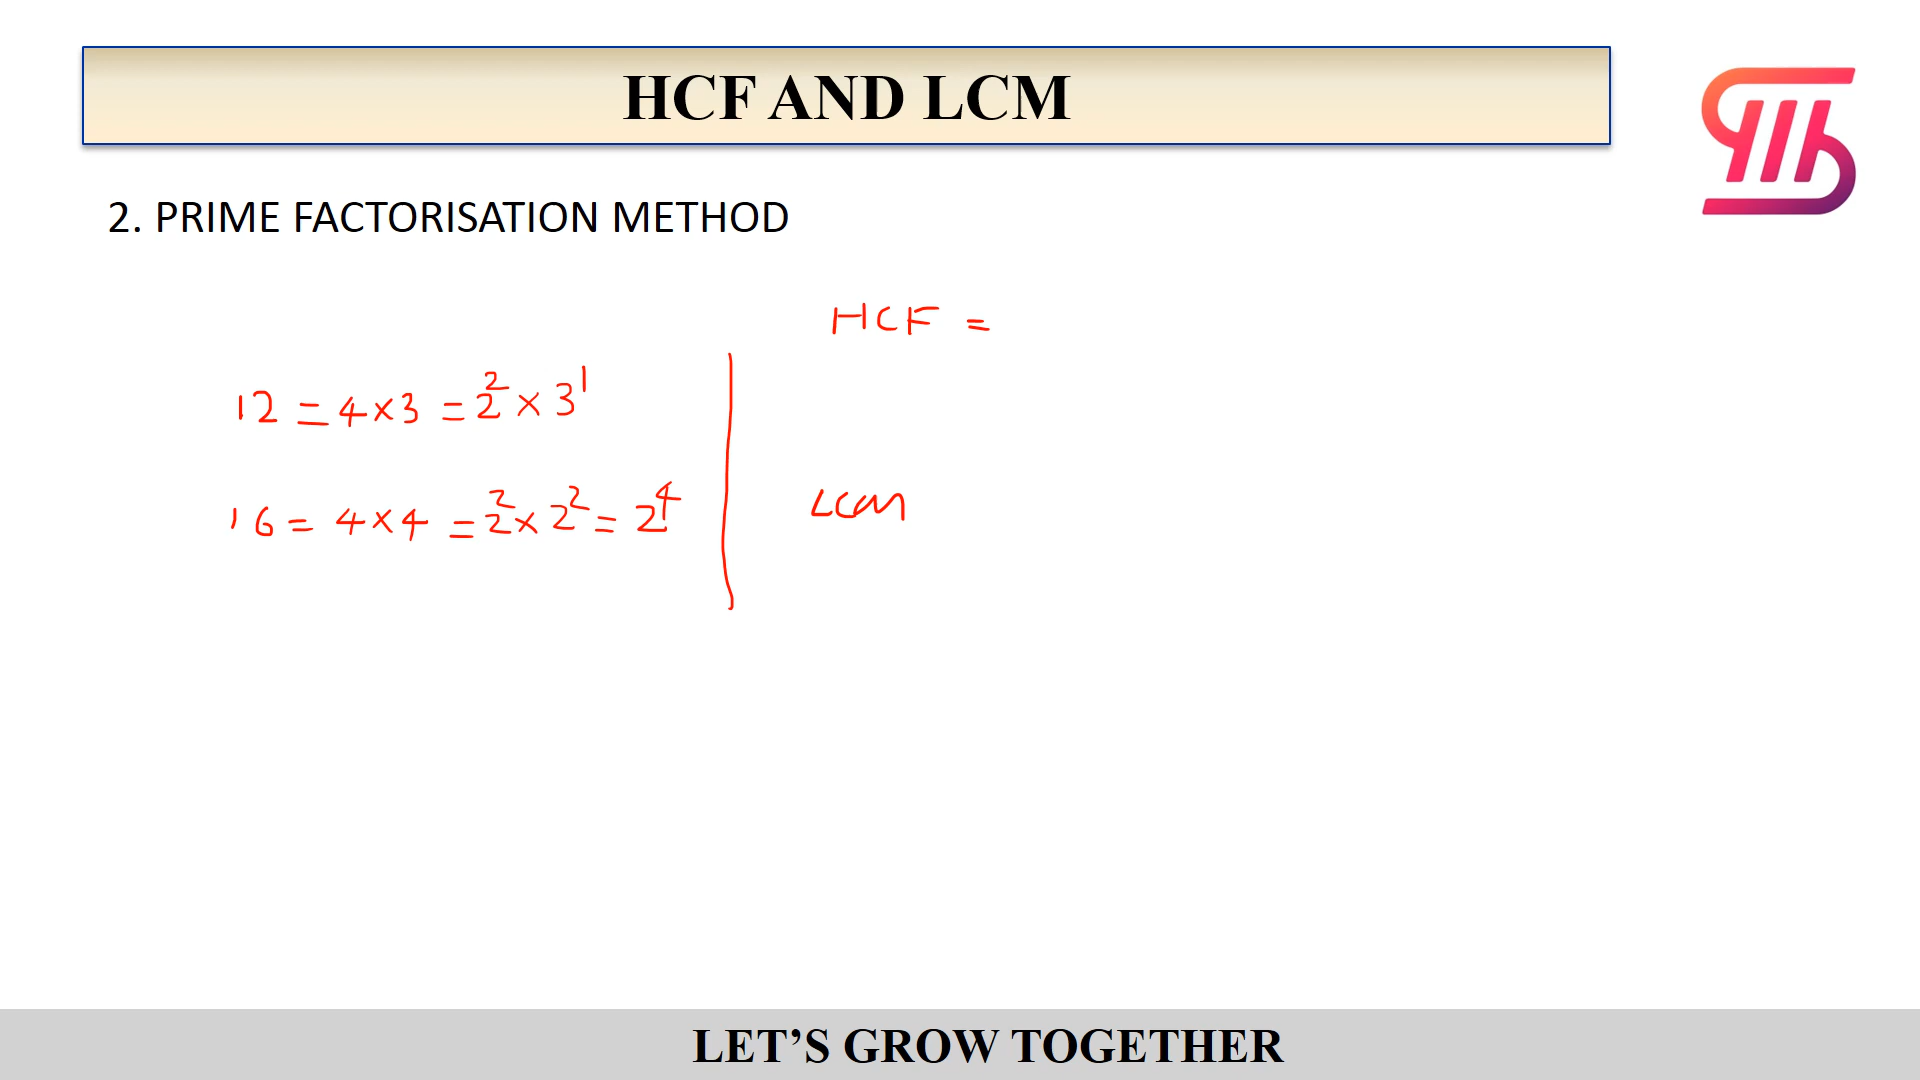 HCF AND LCM
2. PRIME FACTORISATION METHOD
HCF =
12 = 4 × 3 = 2² × 3¹
16 = 4 × 4 = 2² × 2² = 2⁴
LCM
LET’S GROW TOGETHER